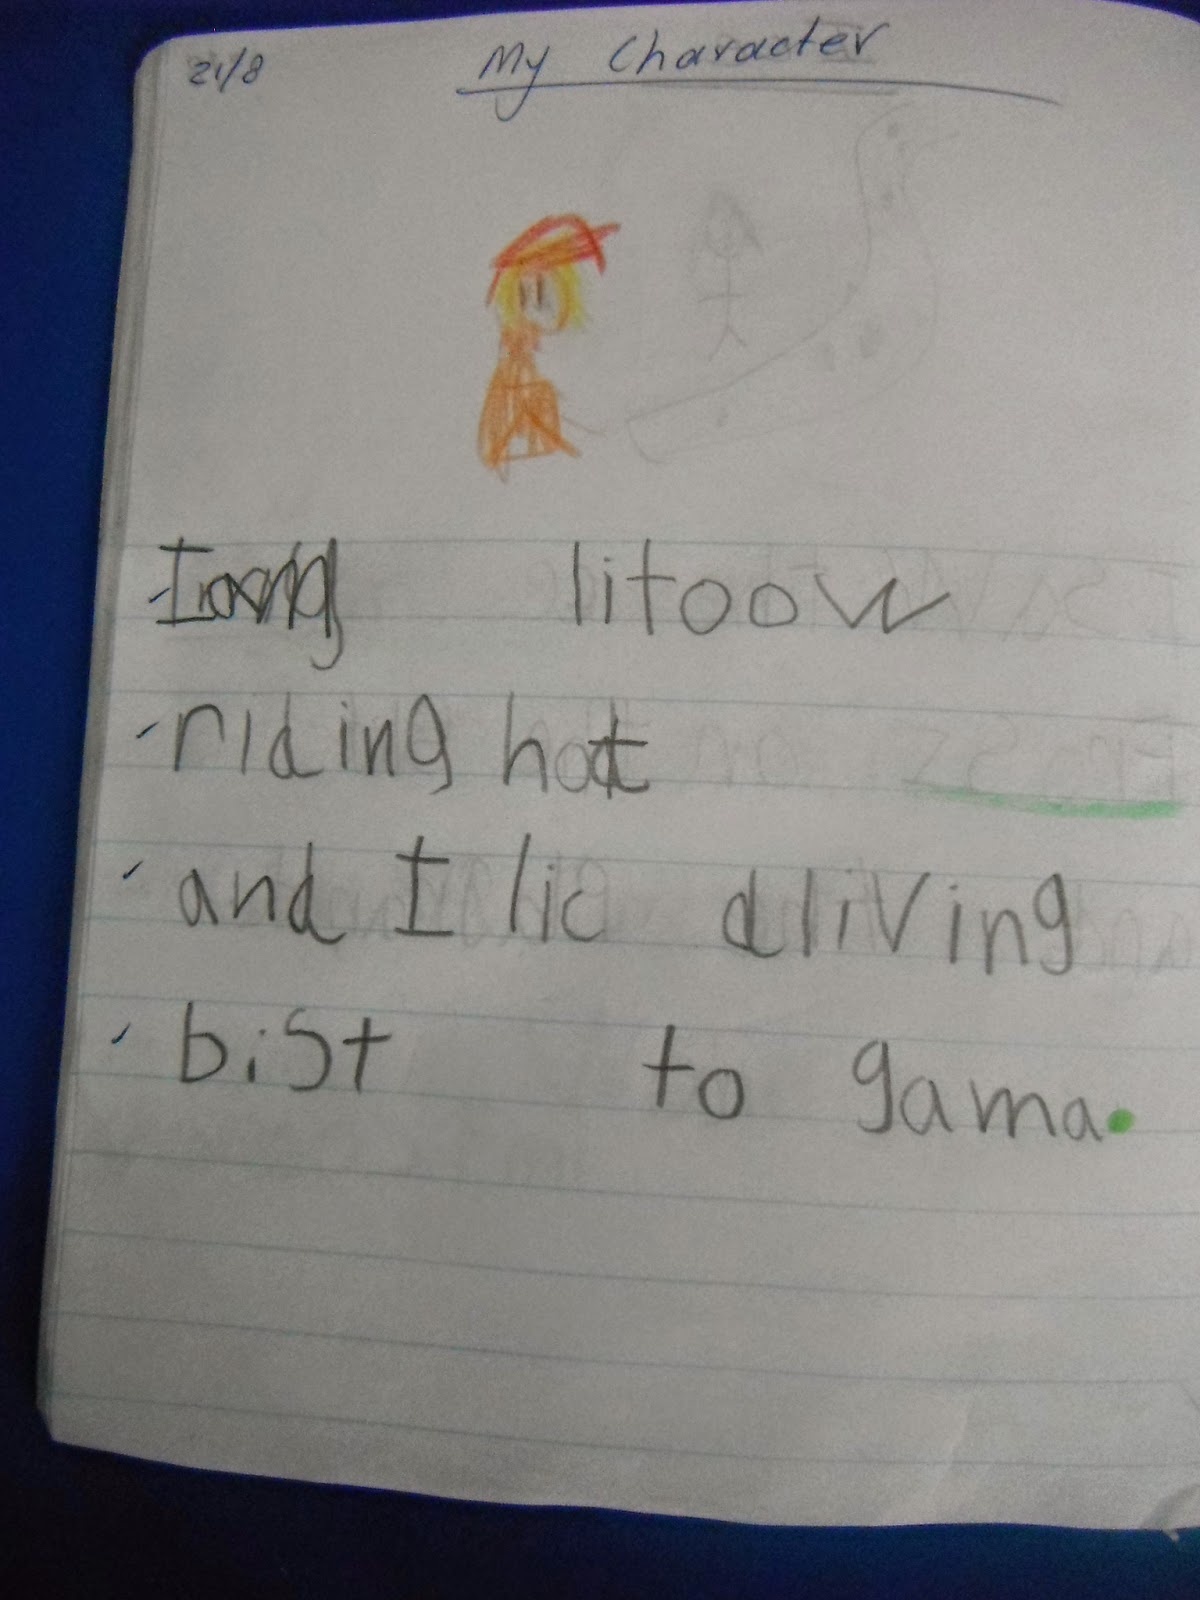 21/8
My Character
litoow
riding hat
and I lic dliving
bist to gama.